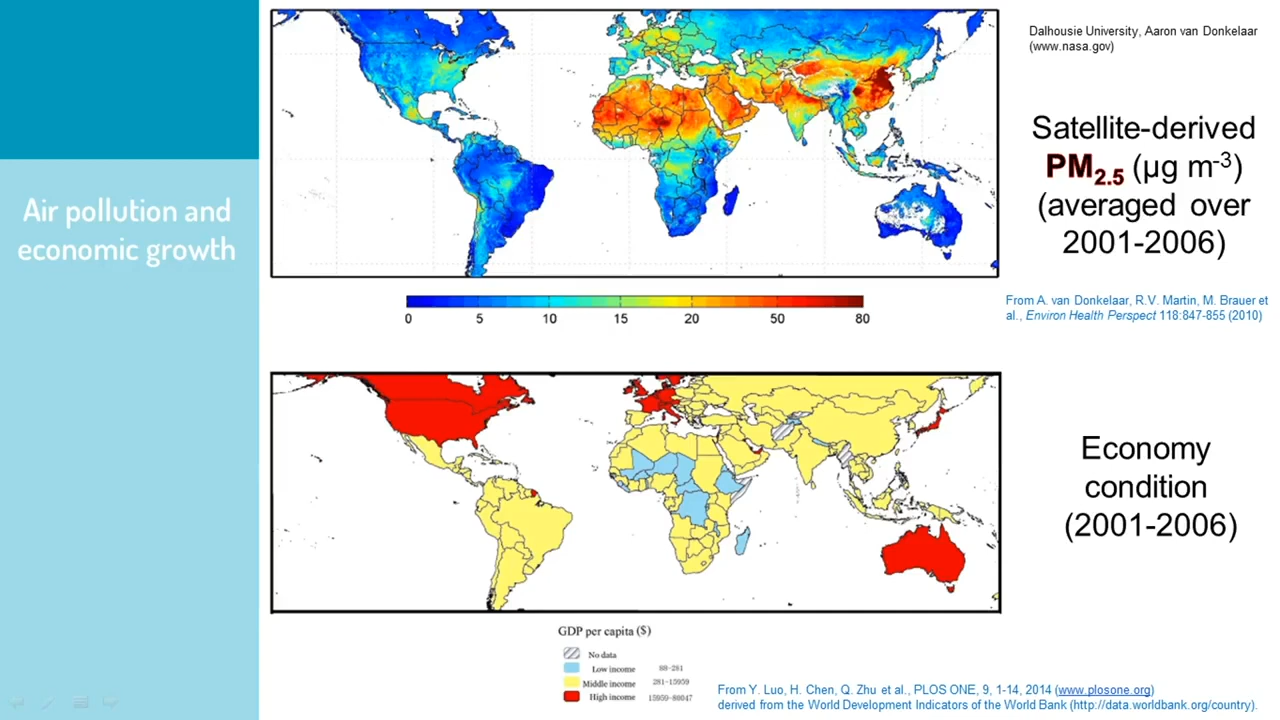 Air pollution and
economic growth
Dalhousie University, Aaron van Donkelaar
(www.nasa.gov)
Satellite-derived
PM2.5 (µg m-3)
(averaged over
2001-2006)
0 5 10 15 20 50 80
From A. van Donkelaar, R.V. Martin, M. Brauer et
al., Environ Health Perspect 118:847-855 (2010)
Economy
condition
(2001-2006)
GDP per capita ($)
No data
Low income 88-281
Middle income 281-15959
High income 15959-80047
From Y. Luo, H. Chen, Q. Zhu et al., PLOS ONE, 9, 1-14, 2014 (www.plosone.org)
derived from the World Development Indicators of the World Bank (http://data.worldbank.org/country).